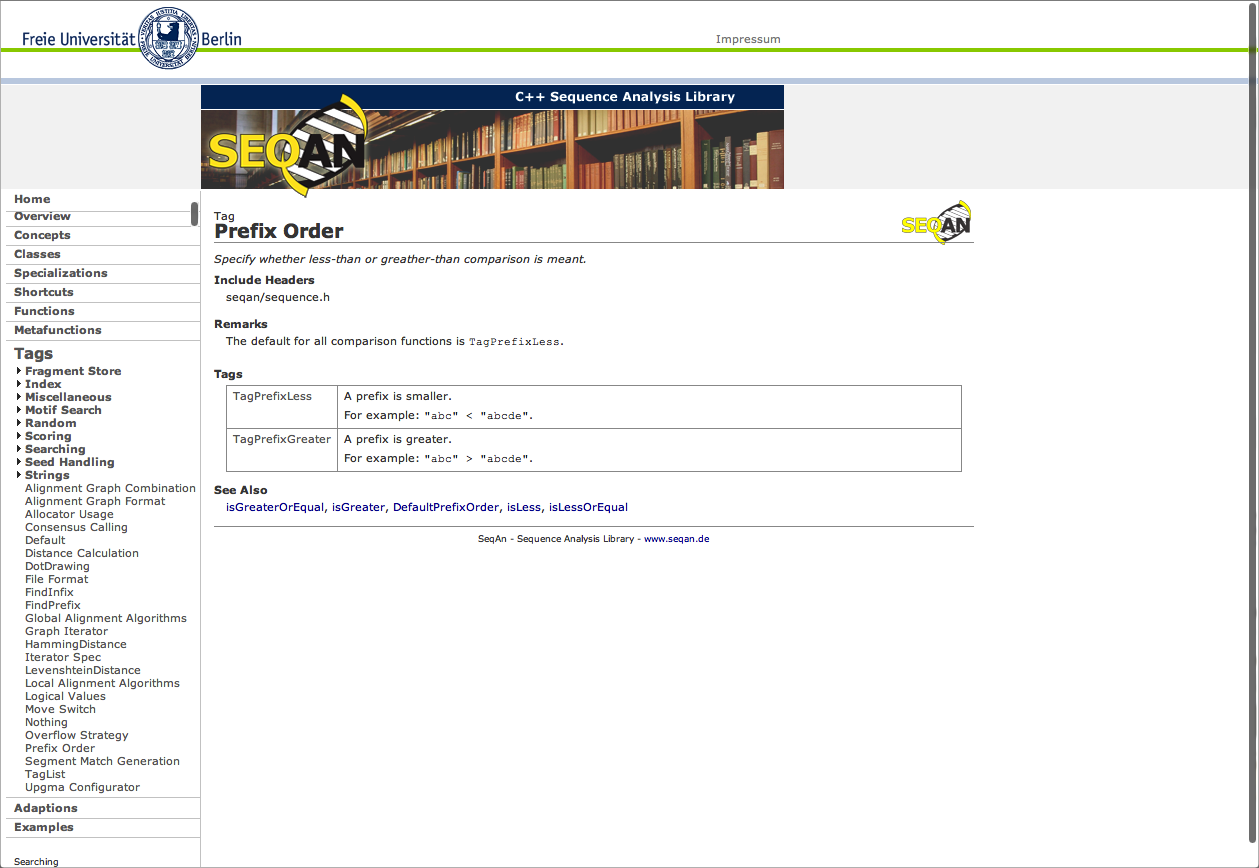 Freie Universität Berlin
Impressum
C++ Sequence Analysis Library
SEQAN
Home
Overview
Concepts
Classes
Specializations
Shortcuts
Functions
Metafunctions
Tags
Fragment Store
Index
Miscellaneous
Motif Search
Random
Scoring
Searching
Seed Handling
Strings
Alignment Graph Combination
Alignment Graph Format
Allocator Usage
Consensus Calling
Default
Distance Calculation
DotDrawing
File Format
FindInfix
FindPrefix
Global Alignment Algorithms
Graph Iterator
HammingDistance
Iterator Spec
LevenshteinDistance
Local Alignment Algorithms
Logical Values
Move Switch
Nothing
Overflow Strategy
Prefix Order
Segment Match Generation
TagList
Upgma Configurator
Adaptions
Examples
Searching
Tag
Prefix Order
SEQAN
Specify whether less-than or greather-than comparison is meant.
Include Headers
seqan/sequence.h
Remarks
The default for all comparison functions is TagPrefixLess.
Tags
TagPrefixLess
A prefix is smaller.
For example: "abc" < "abcde".
TagPrefixGreater
A prefix is greater.
For example: "abc" > "abcde".
See Also
isGreaterOrEqual, isGreater, DefaultPrefixOrder, isLess, isLessOrEqual
SeqAn - Sequence Analysis Library - www.seqan.de